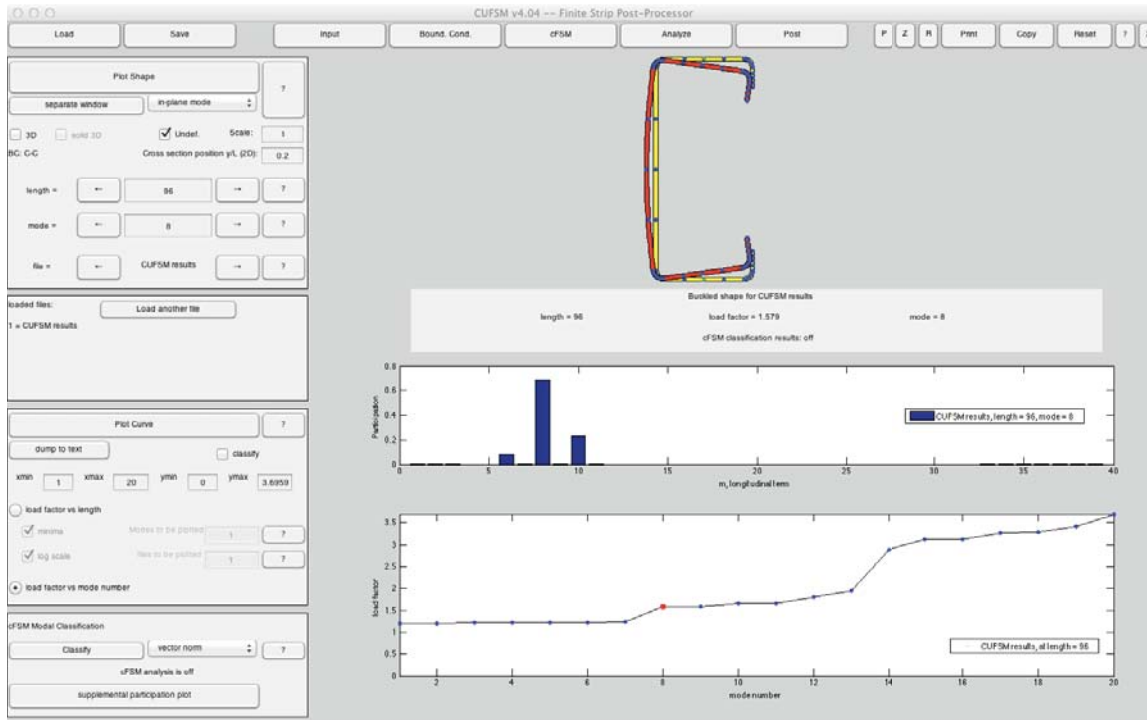 CUFSM v4.04 -- Finite Strip Post-Processor
Load Save Input Bound. Cond. cFSM Analyze Post P Z R Print Copy Reset ?
Plot Shape ?
separate window in-plane mode
3D solid 3D Undef. Scale: 1
BC: C-C Cross section position y/L (2D): 0.2
length = ← 96 → ?
mode = ← 8 → ?
file = ← CUFSM results → ?
loaded files: Load another file
1 = CUFSM results
Plot Curve ?
dump to text classify
xmin 1 xmax 20 ymin 0 ymax 3.6959
load factor vs length
minima Modes to be plotted 1 ?
log scale files to be plotted 1 ?
load factor vs mode number
cFSM Modal Classification
Classify vector norm ?
cFSM analysis is off
supplemental participation plot
Buckled shape for CUFSM results
length = 96 load factor = 1.579 mode = 8
cFSM classification results: off
Participation
0.8
0.6
0.4
0.2
0
0 5 10 15 20 25 30 35 40
m, longitudinal term
CUFSM results, length = 96, mode = 8
load factor
3.5
3
2.5
2
1.5
1
0.5
0
2 4 6 8 10 12 14 16 18 20
mode number
CUFSM results, at length = 96